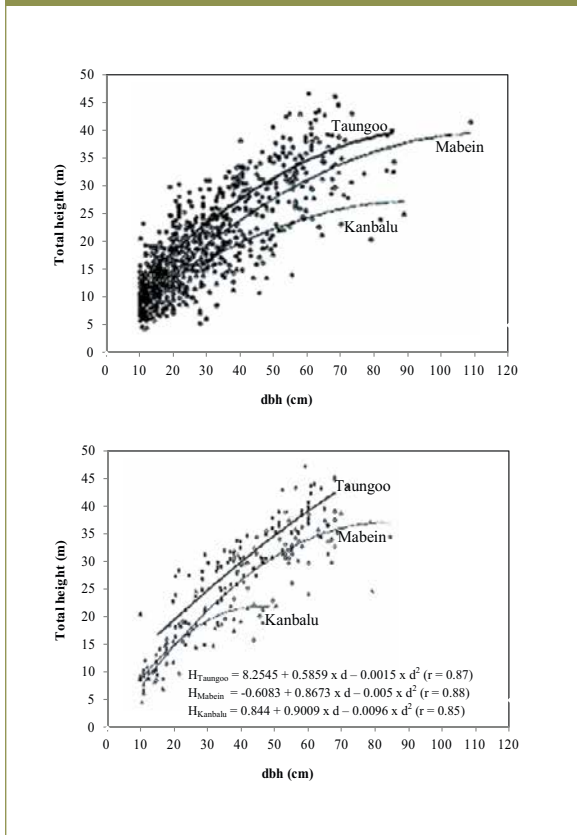 50
45
40
35
30
25
20
15
10
5
0
Total height (m)
Taungoo
Mabein
Kanbalu
0 10 20 30 40 50 60 70 80 90 100 110 120
dbh (cm)
50
45
40
35
30
25
20
15
10
5
0
Total height (m)
Taungoo
Mabein
Kanbalu
H_Taungoo = 8.2545 + 0.5859 x d – 0.0015 x d² (r = 0.87)
H_Mabein = -0.6083 + 0.8673 x d – 0.005 x d² (r = 0.88)
H_Kanbalu = 0.844 + 0.9009 x d – 0.0096 x d² (r = 0.85)
0 10 20 30 40 50 60 70 80 90 100 110 120
dbh (cm)